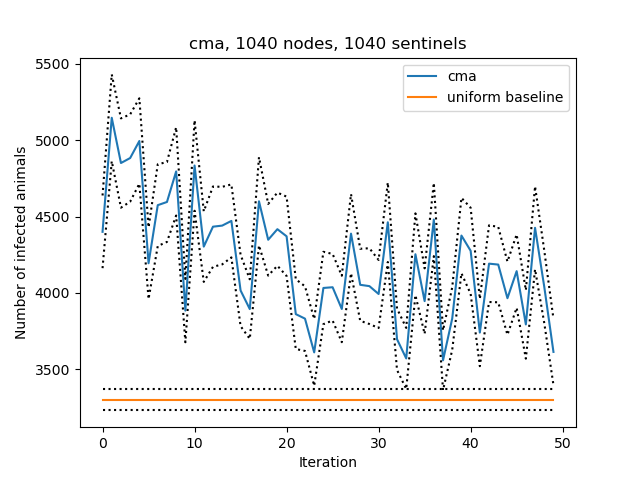 cma, 1040 nodes, 1040 sentinels
cma
uniform baseline
Number of infected animals
5500
5000
4500
4000
3500
0 10 20 30 40 50
Iteration